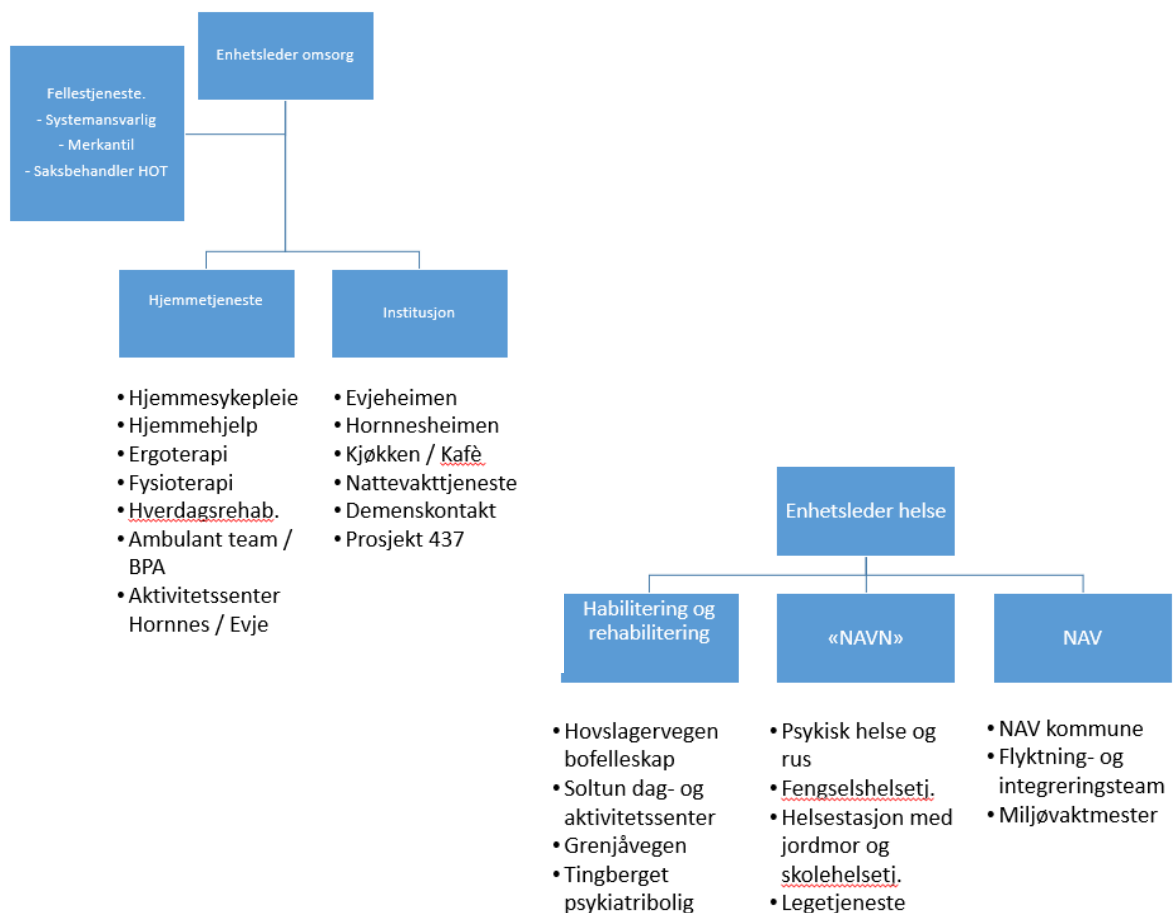 Enhetsleder omsorg
Fellestjeneste.
- Systemansvarlig
- Merkantil
- Saksbehandler HOT
Hjemmetjeneste
Institusjon
• Hjemmesykepleie
• Hjemmehjelp
• Ergoterapi
• Fysioterapi
• Hverdagsrehab.
• Ambulant team /
BPA
• Aktivitetssenter
Hornnes / Evje
• Evjeheimen
• Hornnesheimen
• Kjøkken / Kafè
• Nattevakttjeneste
• Demenskontakt
• Prosjekt 437
Enhetsleder helse
Habilitering og
rehabilitering
«NAVN»
NAV
• Hovslagervegen
bofelleskap
• Soltun dag- og
aktivitetssenter
• Grenjåvegen
• Tingberget
psykiatribolig
• Psykisk helse og
rus
• Fengselshelsetj.
• Helsestasjon med
jordmor og
skolehelsetj.
• Legetjeneste
• NAV kommune
• Flyktning- og
integreringsteam
• Miljøvaktmester